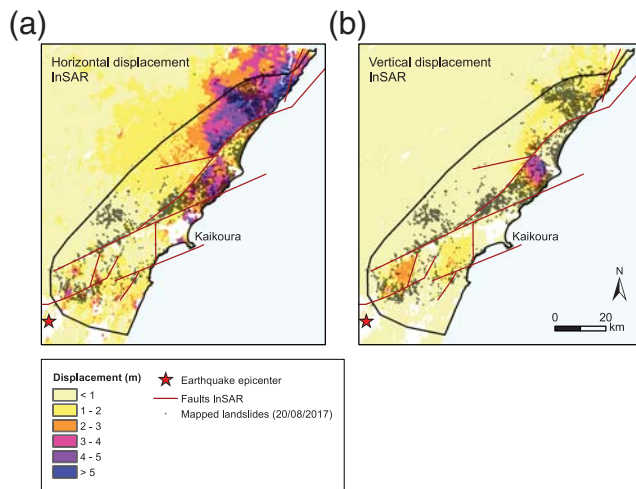 (a)
Horizontal displacement
InSAR
Kaikoura
(b)
Vertical displacement
InSAR
Kaikoura
N
0 20
km
Displacement (m)
< 1
1 - 2
2 - 3
3 - 4
4 - 5
> 5
Earthquake epicenter
Faults InSAR
Mapped landslides (20/08/2017)